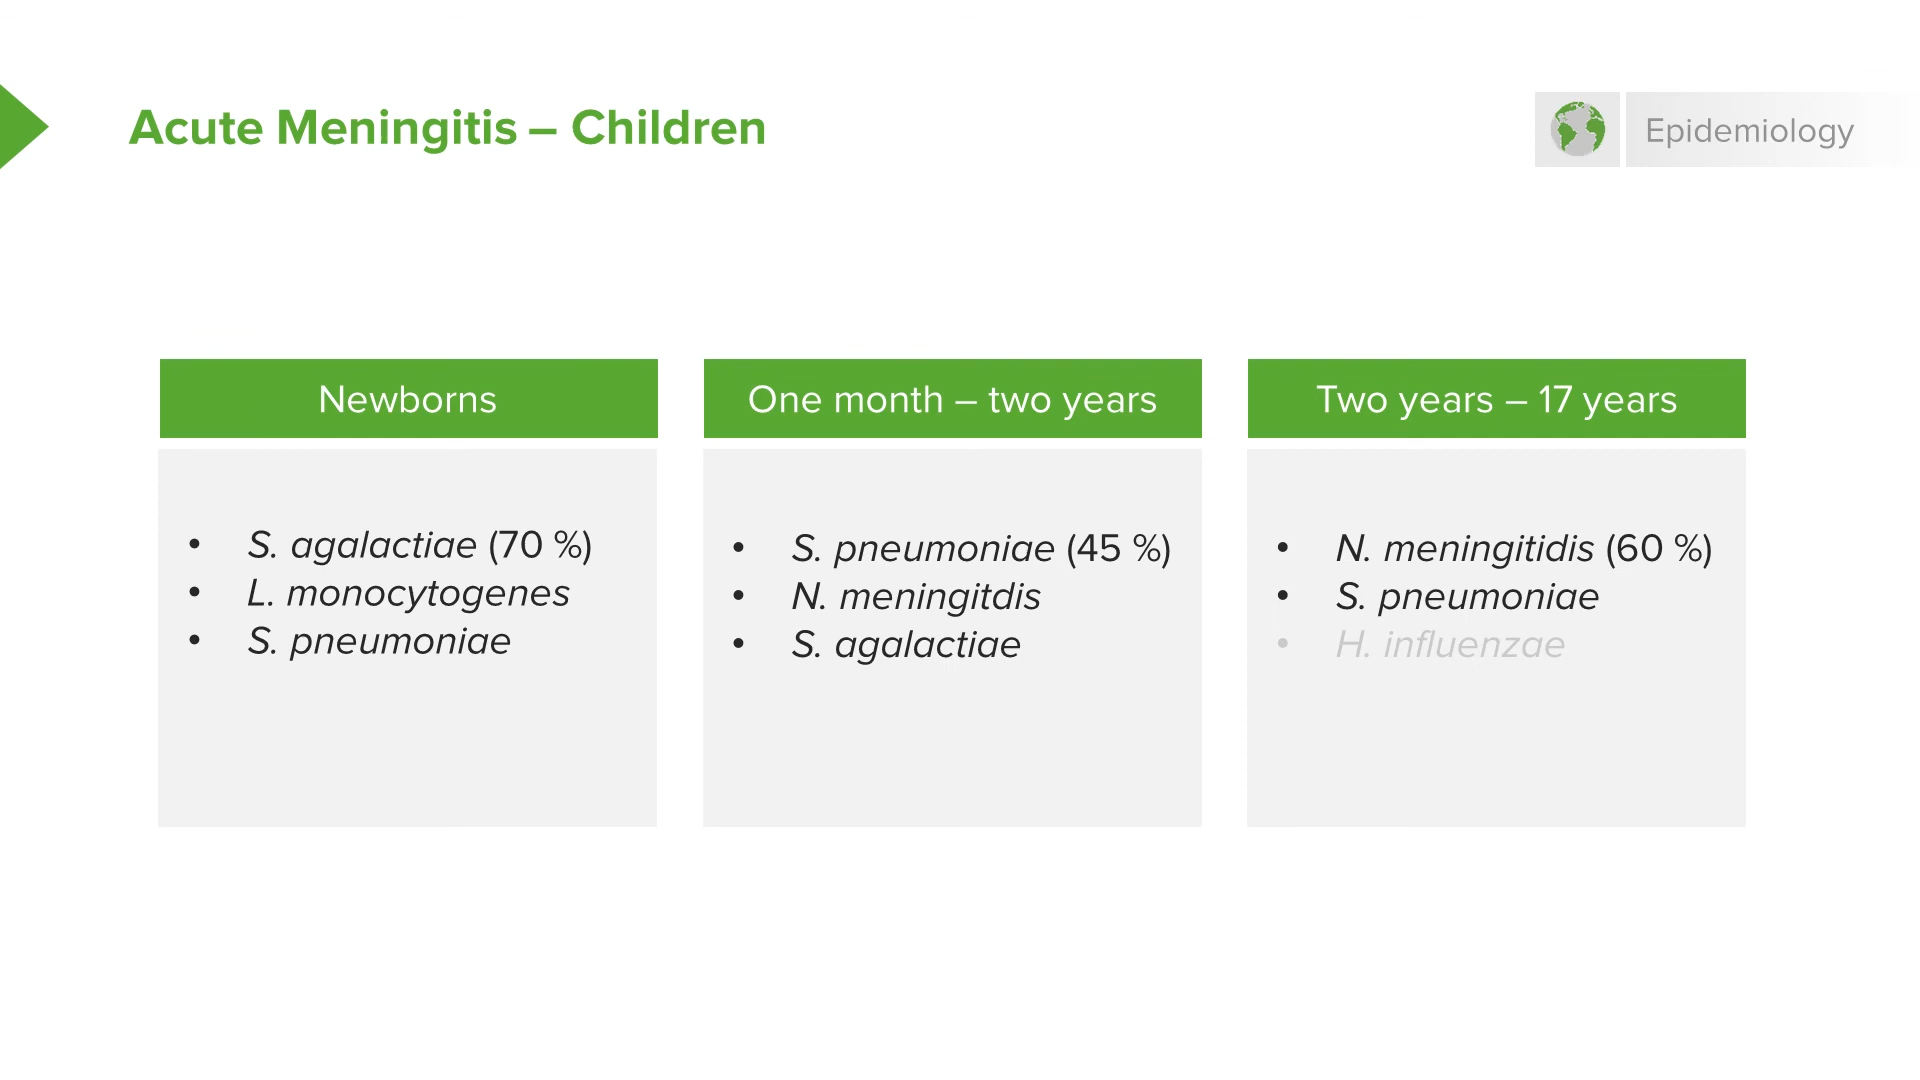 Acute Meningitis – Children
Epidemiology
Newborns
• S. agalactiae (70 %)
• L. monocytogenes
• S. pneumoniae
One month – two years
• S. pneumoniae (45 %)
• N. meningitdis
• S. agalactiae
Two years – 17 years
• N. meningitidis (60 %)
• S. pneumoniae
• H. influenzae